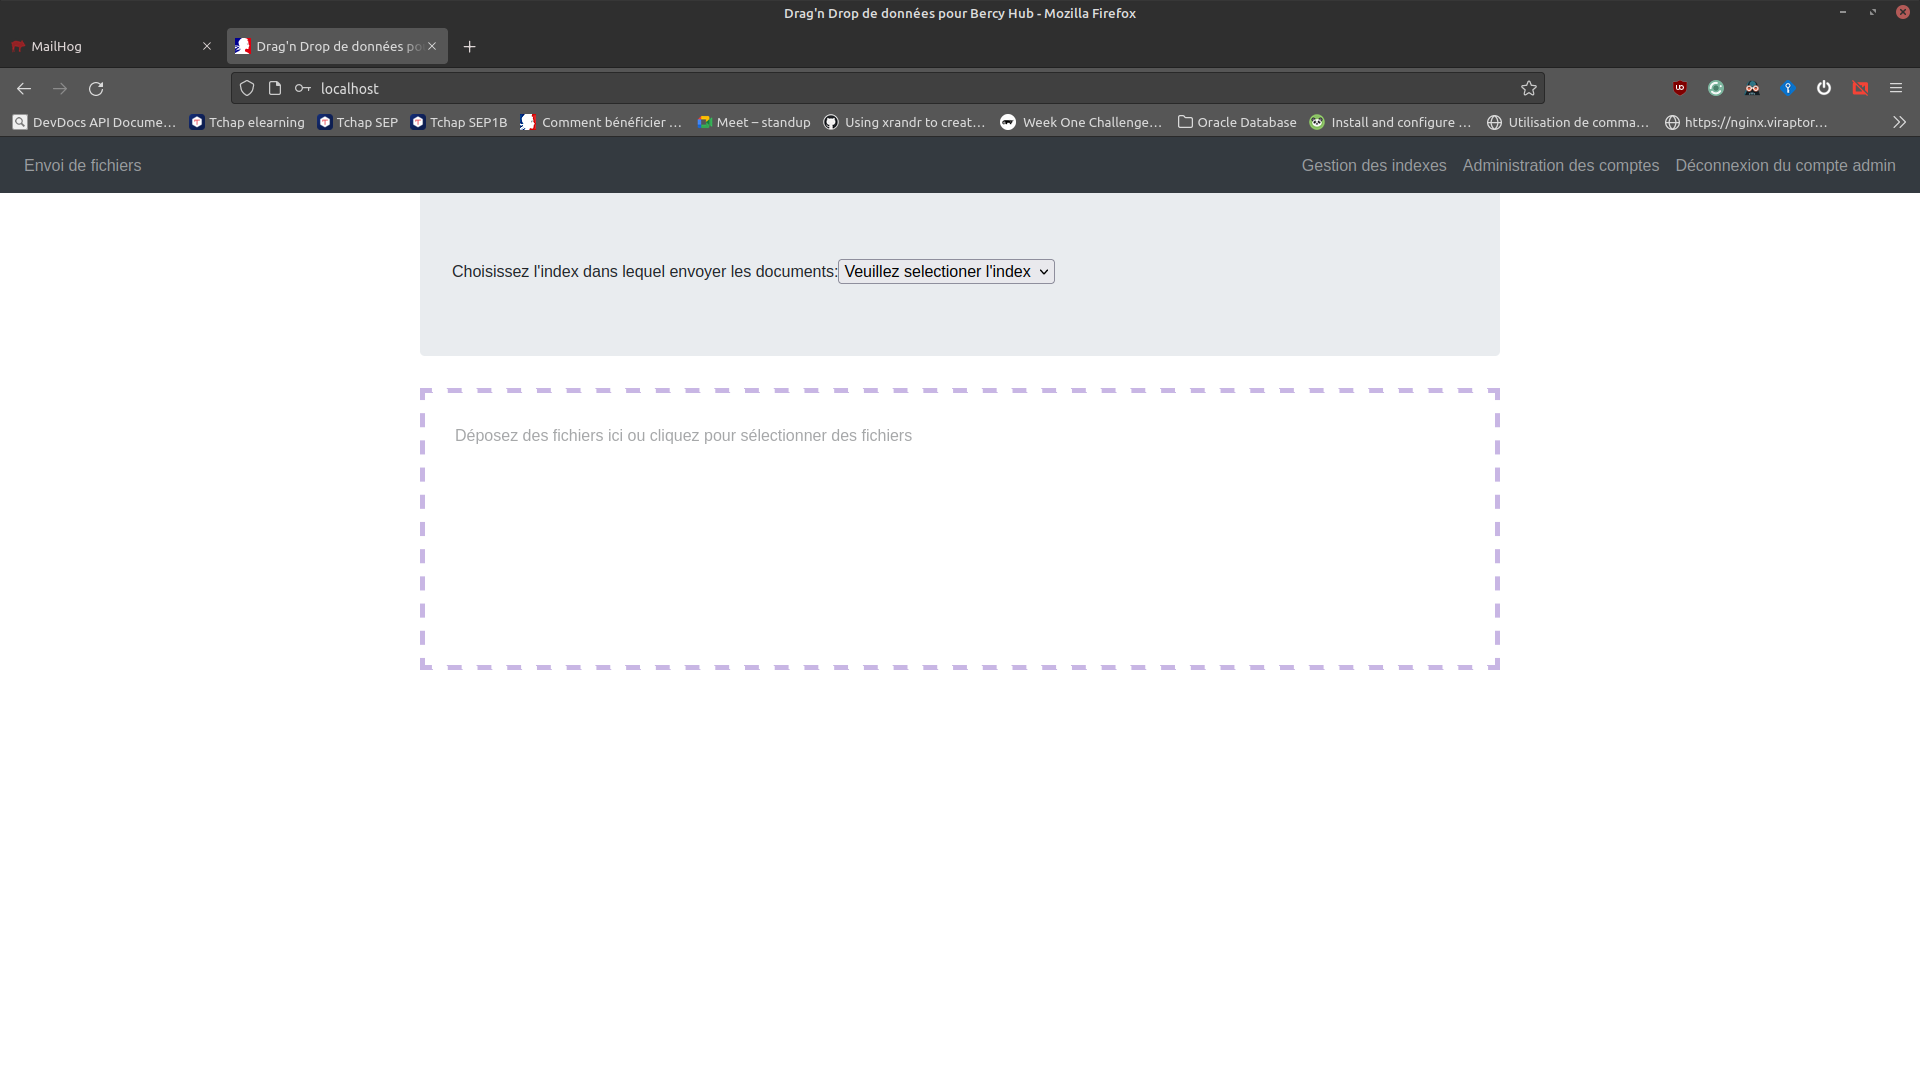 Drag'n Drop de données pour Bercy Hub - Mozilla Firefox
MailHog
Drag'n Drop de données po
localhost
DevDocs API Docume…
Tchap elearning
Tchap SEP
Tchap SEP1B
Comment bénéficier …
Meet – standup
Using xrandr to creat…
Week One Challenge…
Oracle Database
Install and configure …
Utilisation de comma…
https://nginx.viraptor…
Envoi de fichiers
Gestion des indexes
Administration des comptes
Déconnexion du compte admin
Choisissez l'index dans lequel envoyer les documents: Veuillez selectioner l'index
Déposez des fichiers ici ou cliquez pour sélectionner des fichiers